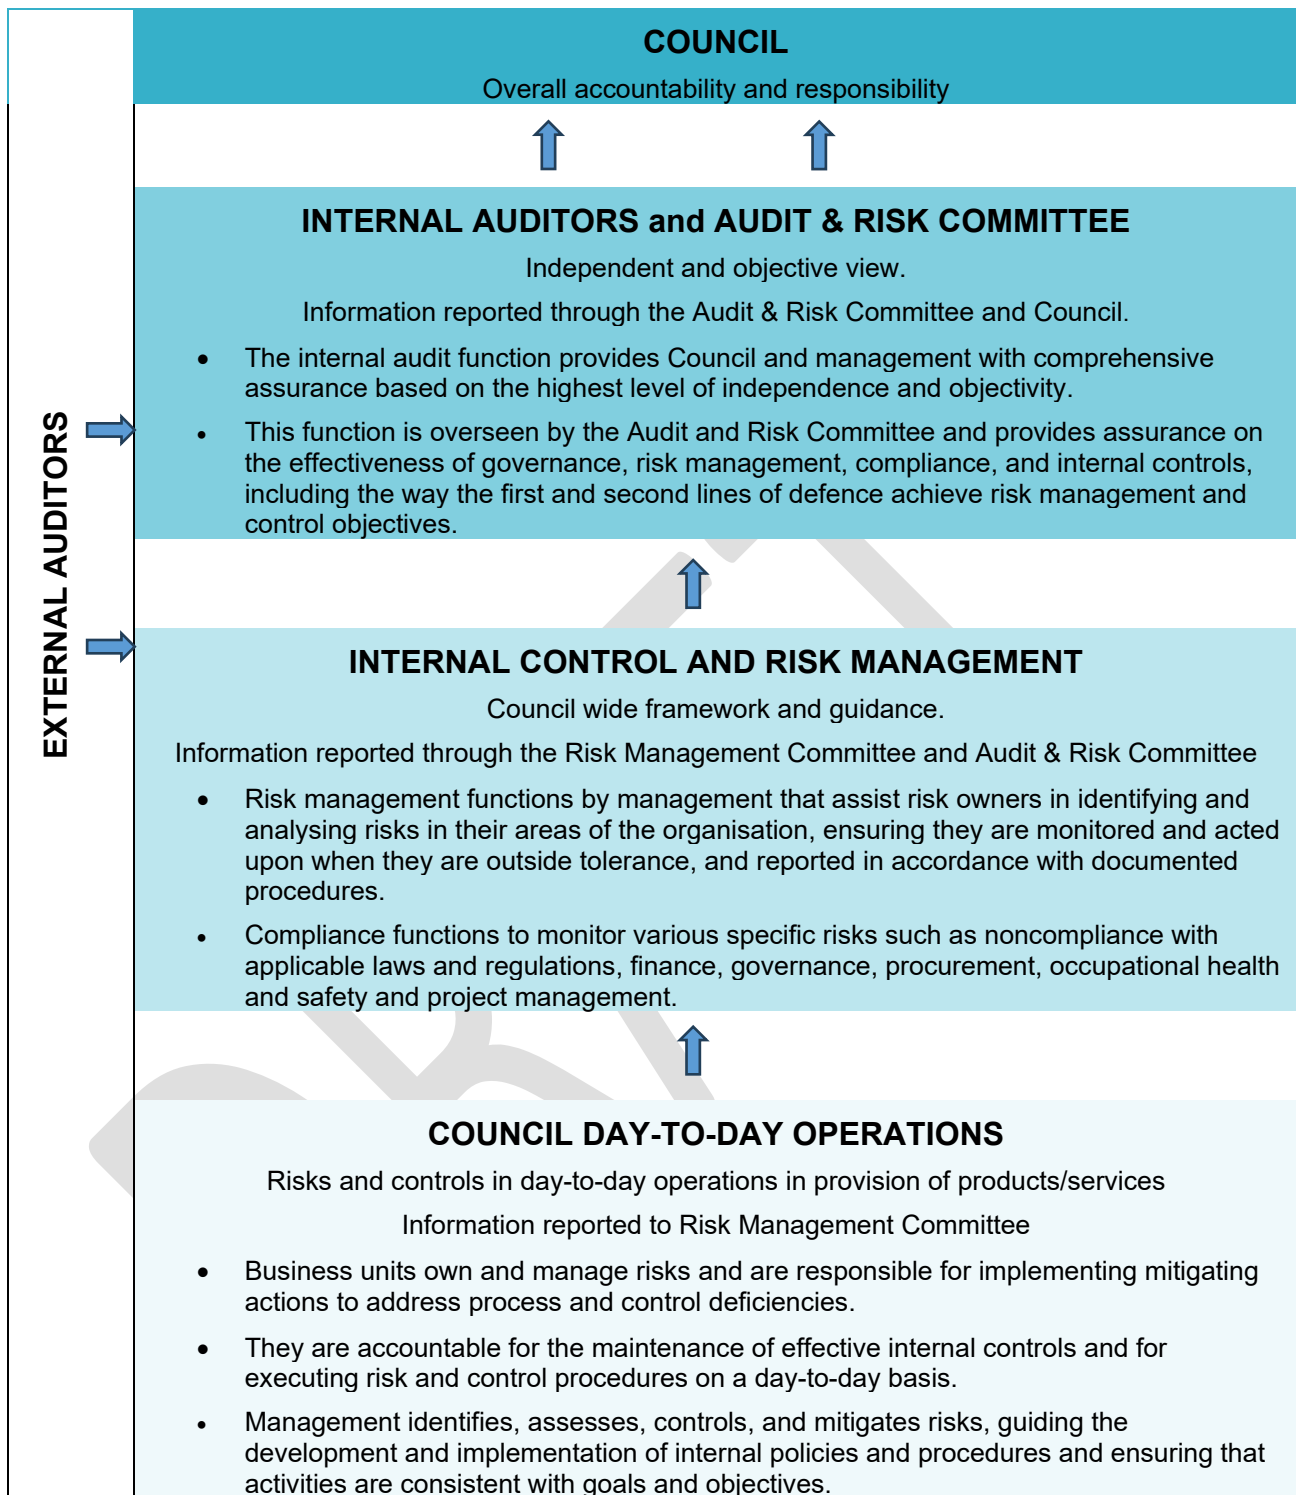 COUNCIL
Overall accountability and responsibility
EXTERNAL AUDITORS
INTERNAL AUDITORS and AUDIT & RISK COMMITTEE
Independent and objective view.
Information reported through the Audit & Risk Committee and Council.
• The internal audit function provides Council and management with comprehensive
assurance based on the highest level of independence and objectivity.
• This function is overseen by the Audit and Risk Committee and provides assurance on
the effectiveness of governance, risk management, compliance, and internal controls,
including the way the first and second lines of defence achieve risk management and
control objectives.
INTERNAL CONTROL AND RISK MANAGEMENT
Council wide framework and guidance.
Information reported through the Risk Management Committee and Audit & Risk Committee
• Risk management functions by management that assist risk owners in identifying and
analysing risks in their areas of the organisation, ensuring they are monitored and acted
upon when they are outside tolerance, and reported in accordance with documented
procedures.
• Compliance functions to monitor various specific risks such as noncompliance with
applicable laws and regulations, finance, governance, procurement, occupational health
and safety and project management.
COUNCIL DAY-TO-DAY OPERATIONS
Risks and controls in day-to-day operations in provision of products/services
Information reported to Risk Management Committee
• Business units own and manage risks and are responsible for implementing mitigating
actions to address process and control deficiencies.
• They are accountable for the maintenance of effective internal controls and for
executing risk and control procedures on a day-to-day basis.
• Management identifies, assesses, controls, and mitigates risks, guiding the
development and implementation of internal policies and procedures and ensuring that
activities are consistent with goals and objectives.